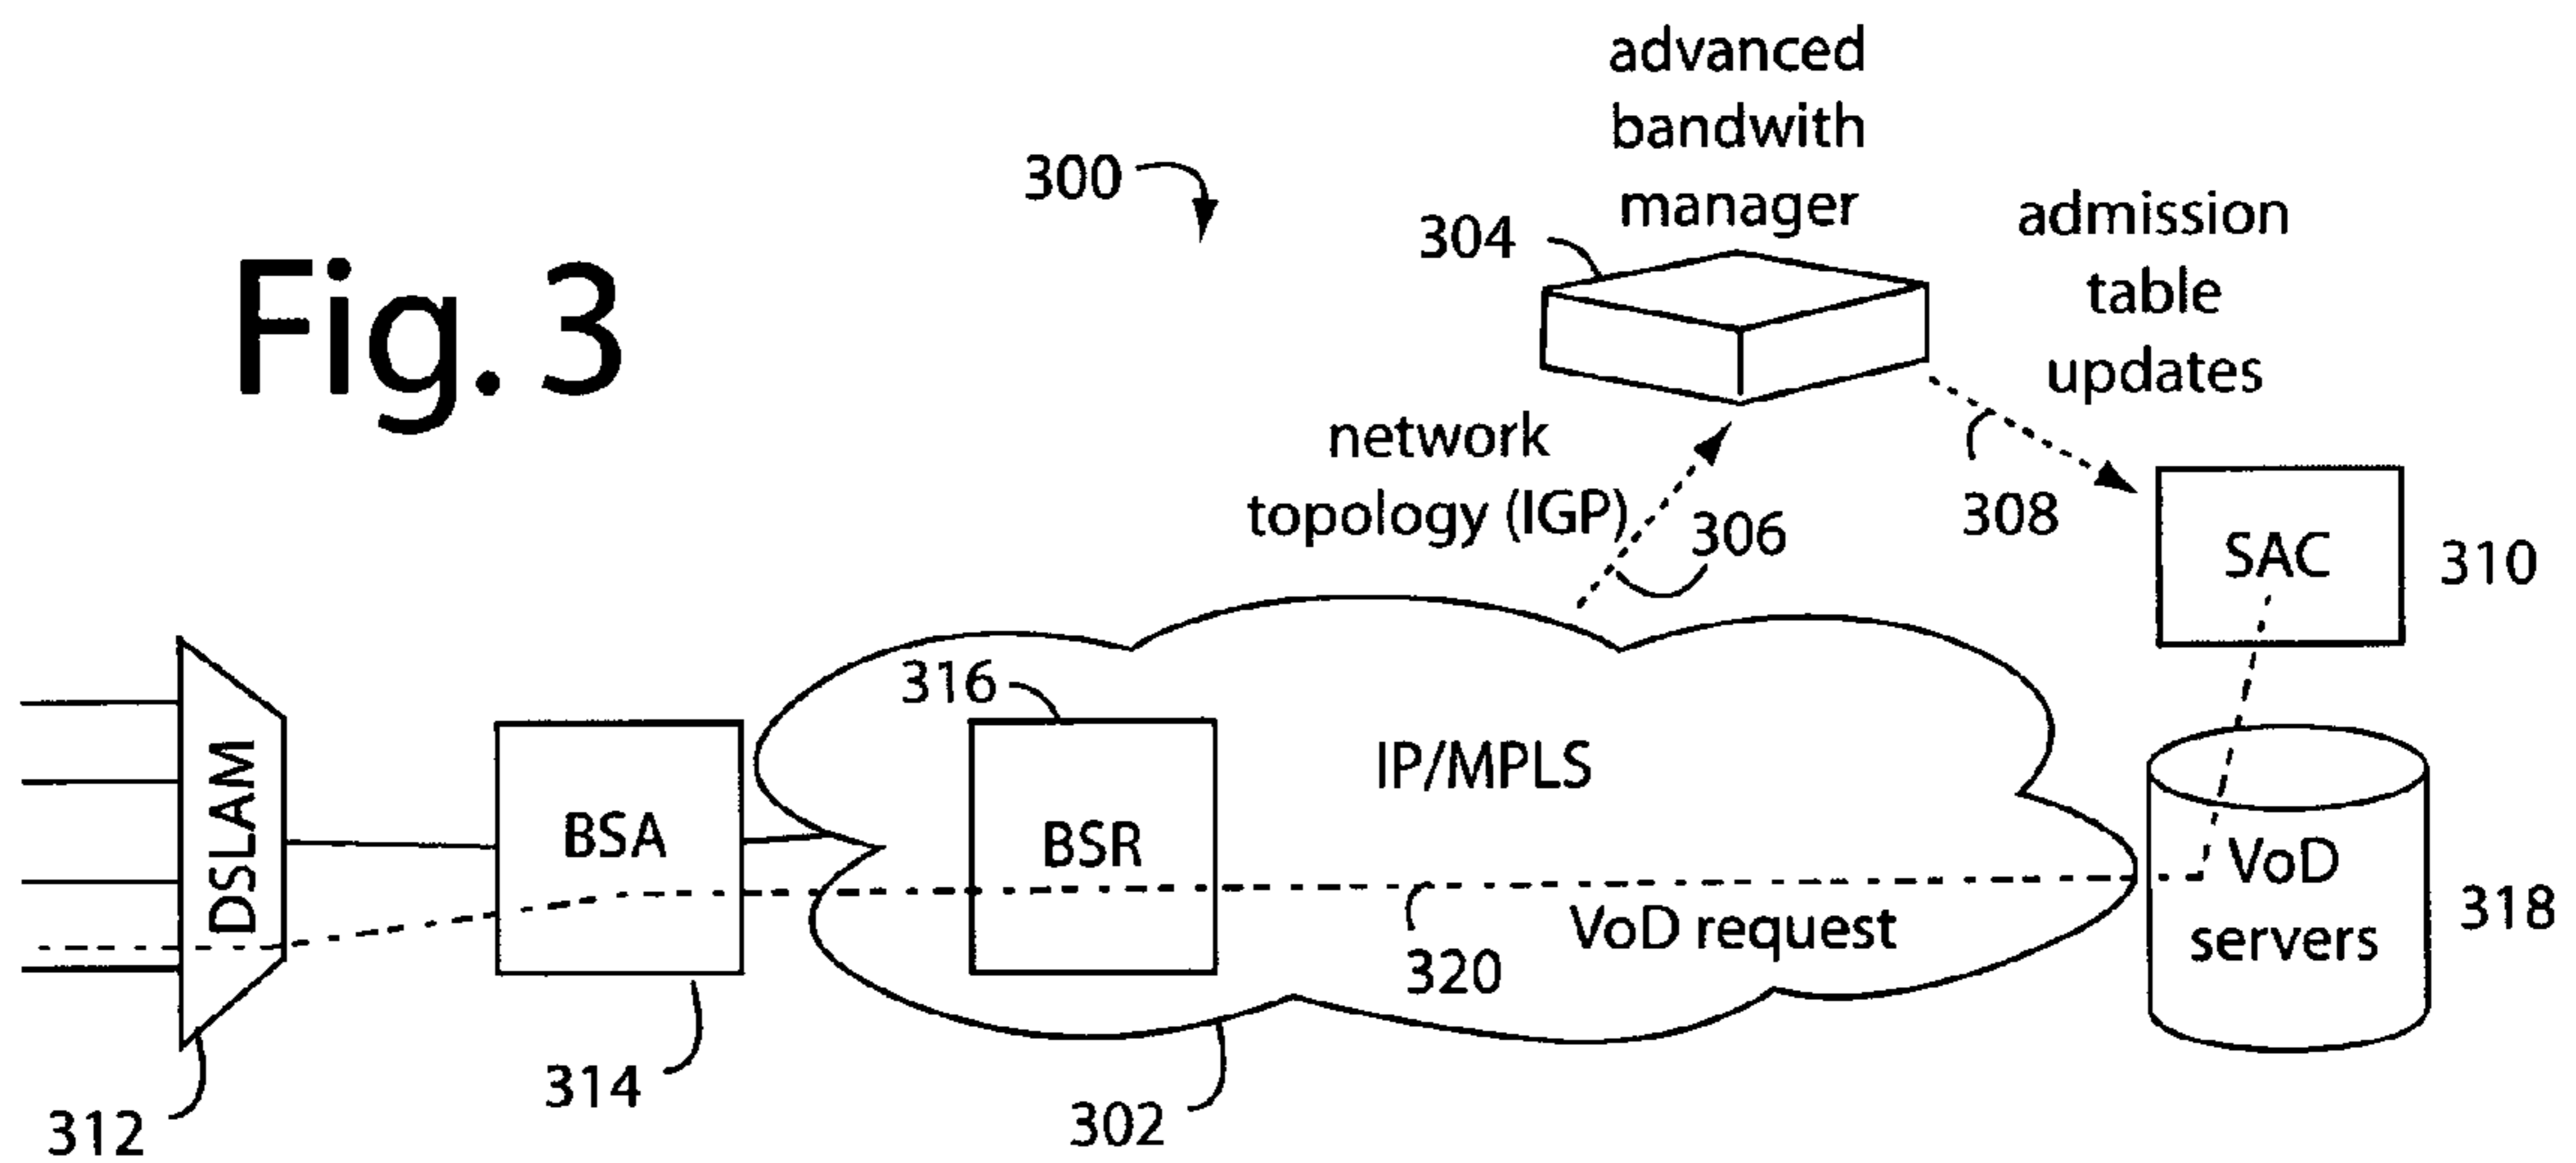 Fig. 3
300
advanced
bandwith
manager
304
admission
table
updates
network
topology (IGP)
306
308
SAC
310
316
IP/MPLS
DSLAM
BSA
BSR
VoD request
320
VoD
servers
318
312
314
302